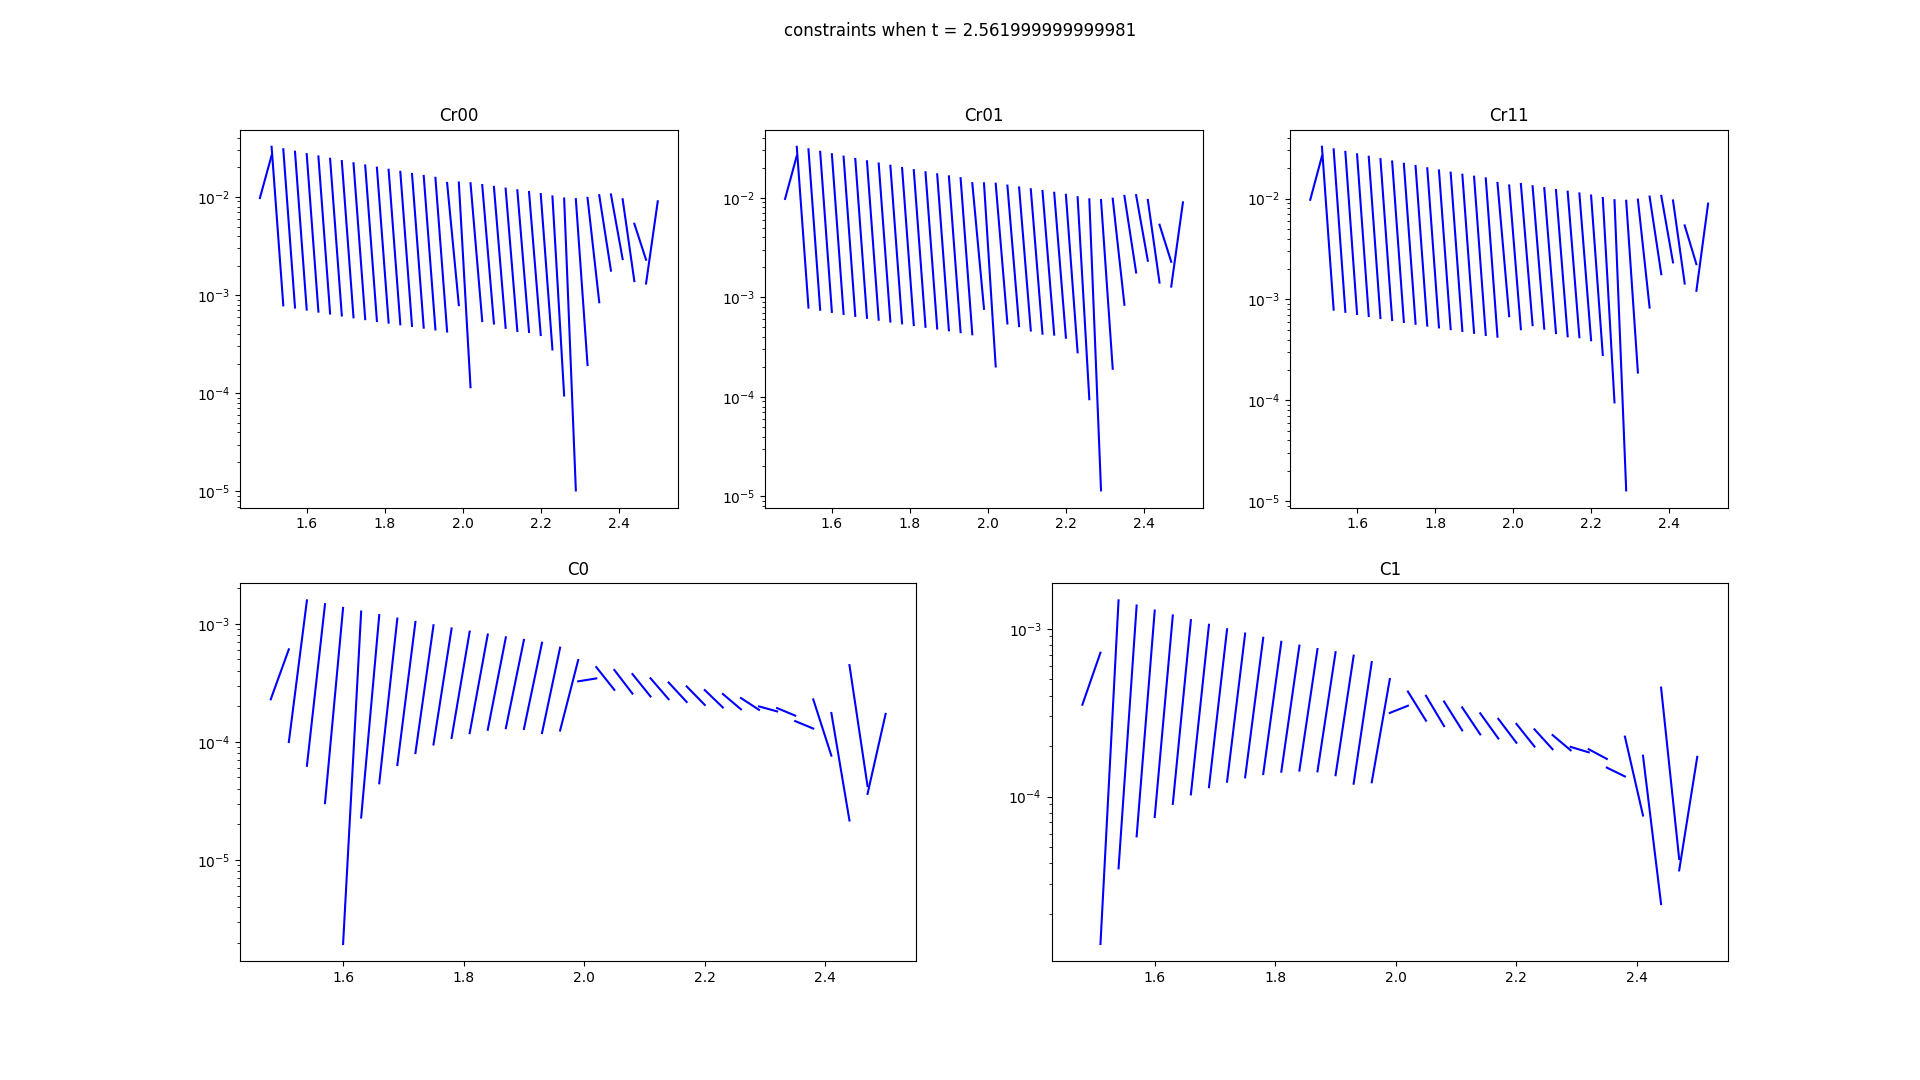 constraints when t = 2.561999999999981
Cr00 Cr01 Cr11
10⁻² 10⁻² 10⁻²
10⁻³ 10⁻³ 10⁻³
10⁻⁴ 10⁻⁴ 10⁻⁴
10⁻⁵ 10⁻⁵ 10⁻⁵
1.6 1.8 2.0 2.2 2.4 1.6 1.8 2.0 2.2 2.4 1.6 1.8 2.0 2.2 2.4
C0 C1
10⁻³ 10⁻³
10⁻⁴ 10⁻⁴
10⁻⁵
1.6 1.8 2.0 2.2 2.4 1.6 1.8 2.0 2.2 2.4